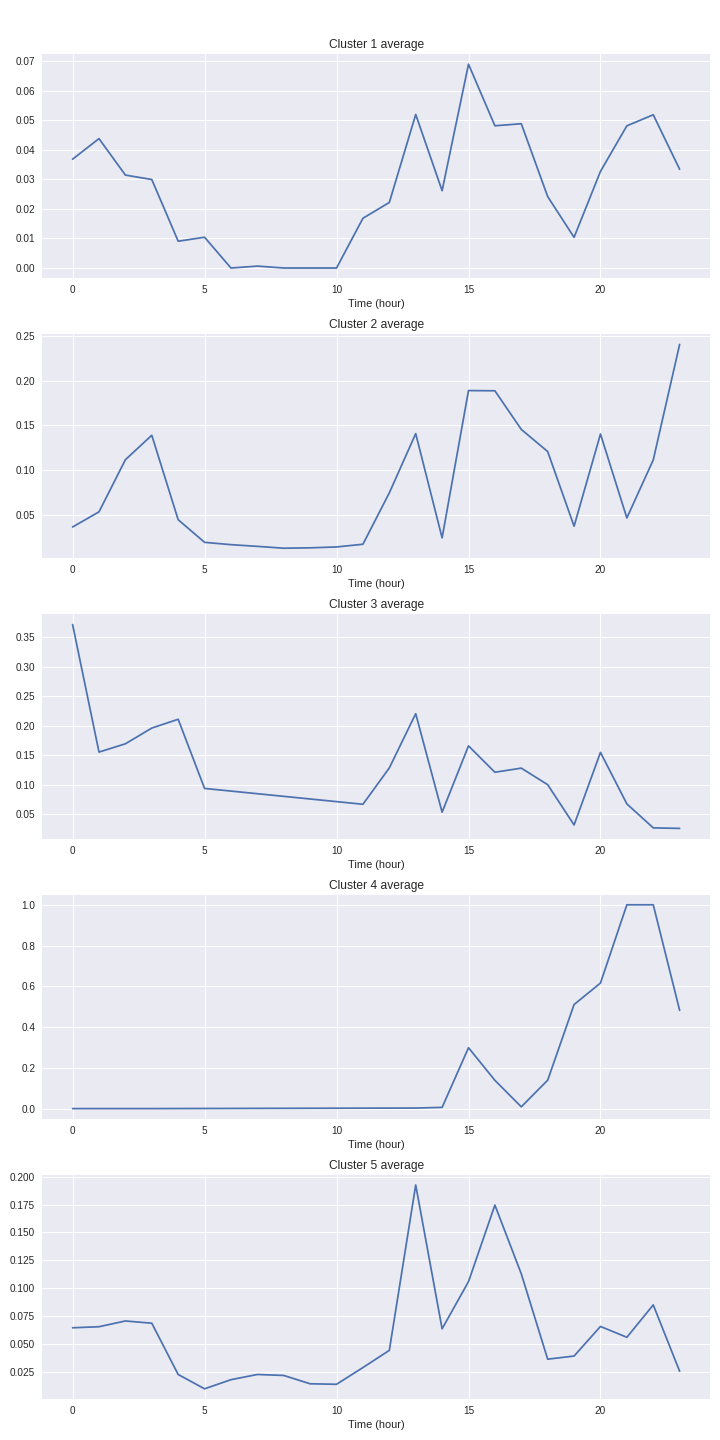 Cluster 1 average
0.07
0.06
0.05
0.04
0.03
0.02
0.01
0.00
0 5 10 15 20
Time (hour)
Cluster 2 average
0.25
0.20
0.15
0.10
0.05
0 5 10 15 20
Time (hour)
Cluster 3 average
0.35
0.30
0.25
0.20
0.15
0.10
0.05
0 5 10 15 20
Time (hour)
Cluster 4 average
1.0
0.8
0.6
0.4
0.2
0.0
0 5 10 15 20
Time (hour)
Cluster 5 average
0.200
0.175
0.150
0.125
0.100
0.075
0.050
0.025
0 5 10 15 20
Time (hour)